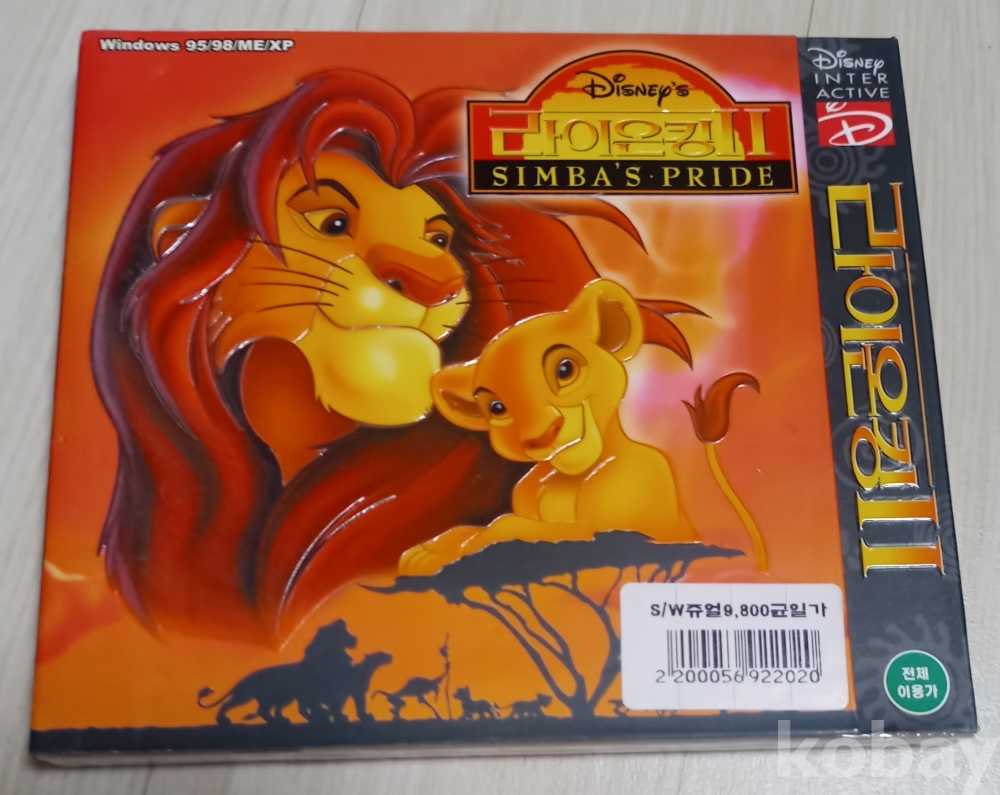 Windows 95/98/ME/XP
DISNEY'S
라이온킹II
SIMBA'S·PRIDE
DISNEY
INTER
ACTIVE
D
라이온킹II
S/W쥬얼9,800균일가
2 200056 922020
전체
이용가
kobay